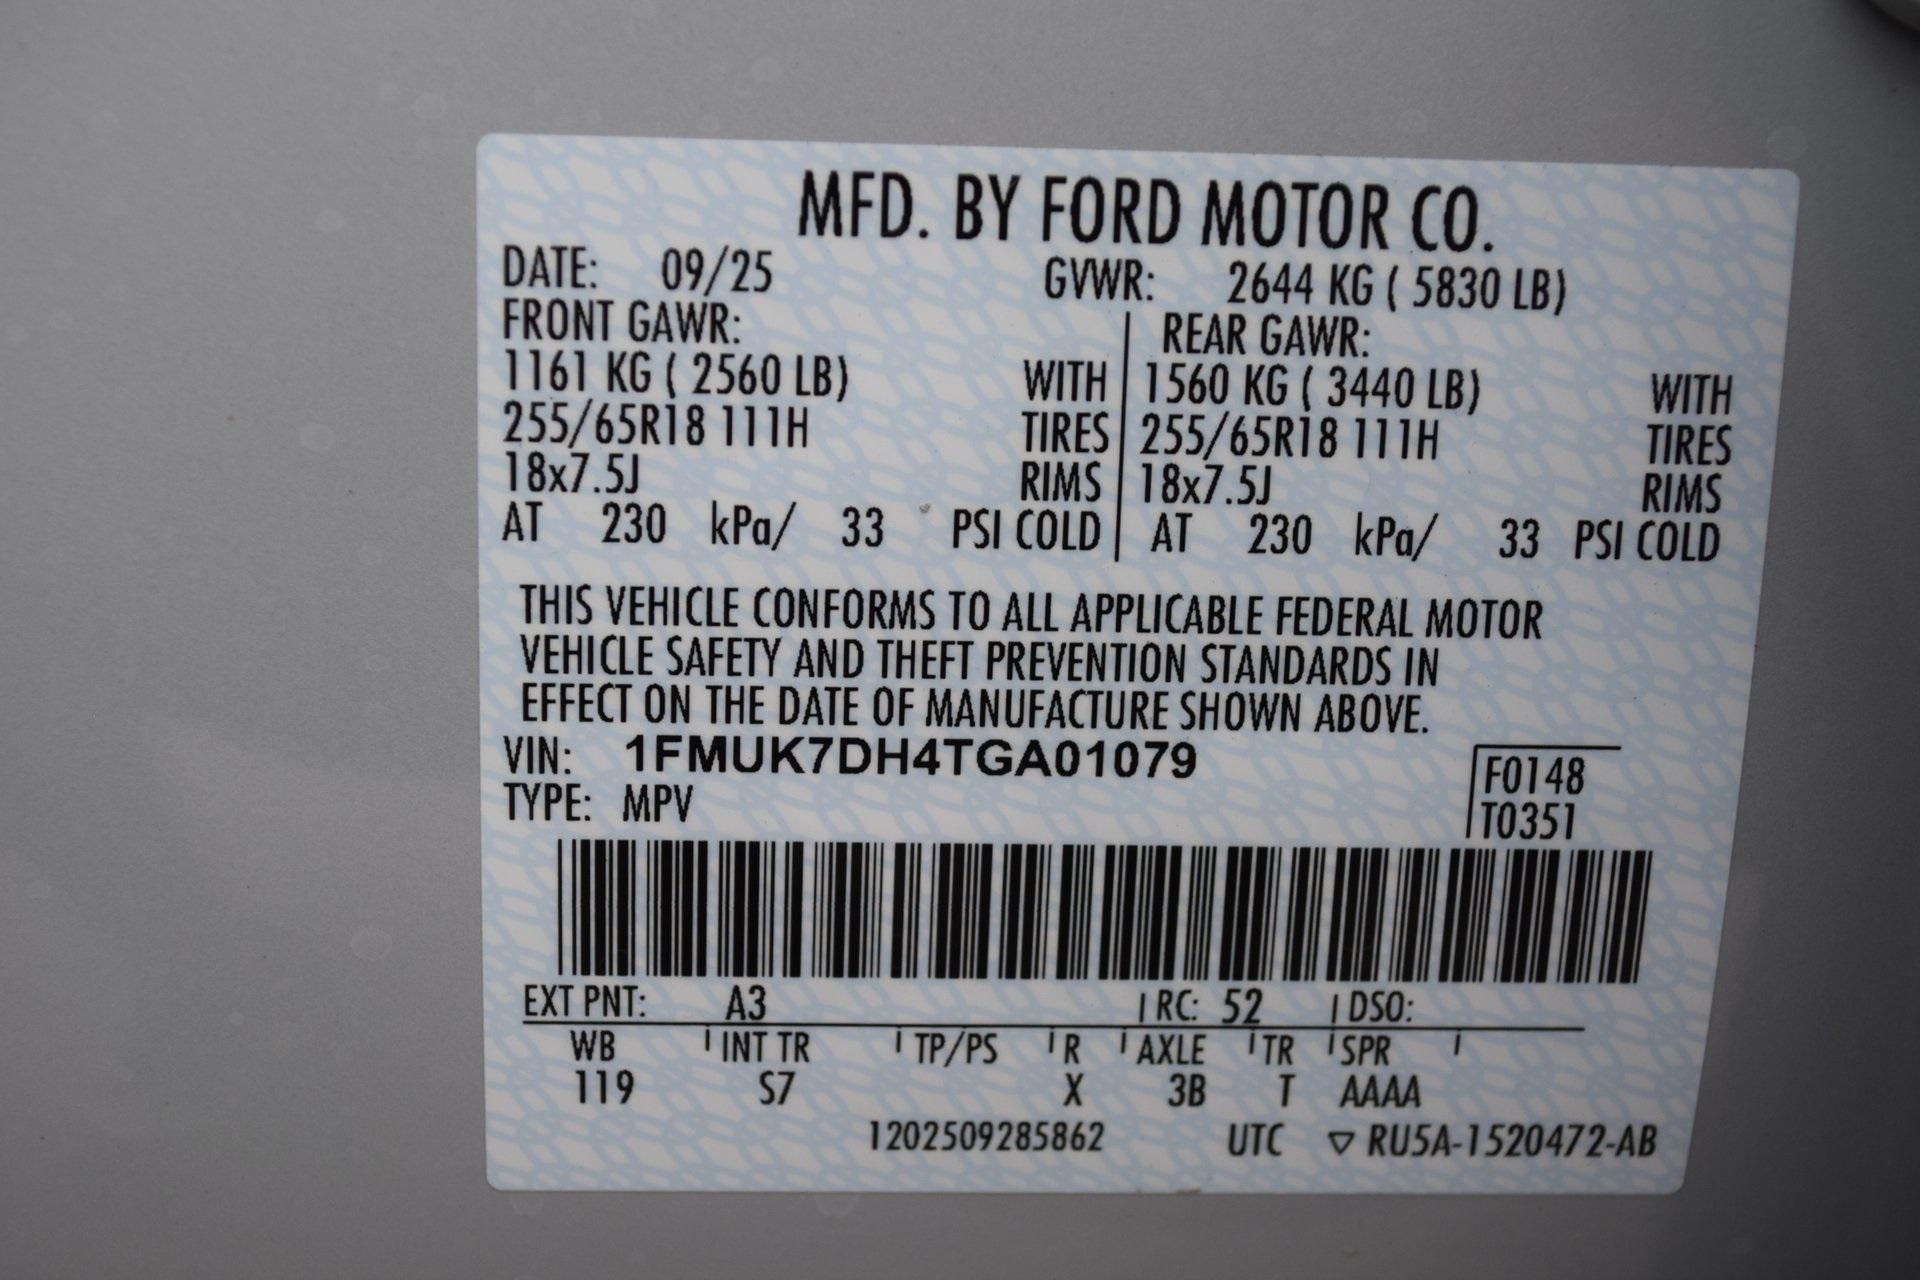 MFD. BY FORD MOTOR CO.
DATE: 09/25 GVWR: 2644 KG ( 5830 LB)
FRONT GAWR: REAR GAWR:
1161 KG ( 2560 LB) WITH 1560 KG ( 3440 LB) WITH
255/65R18 111H TIRES 255/65R18 111H TIRES
18x7.5J RIMS 18x7.5J RIMS
AT 230 kPa/ 33 PSI COLD AT 230 kPa/ 33 PSI COLD
THIS VEHICLE CONFORMS TO ALL APPLICABLE FEDERAL MOTOR
VEHICLE SAFETY AND THEFT PREVENTION STANDARDS IN
EFFECT ON THE DATE OF MANUFACTURE SHOWN ABOVE.
VIN: 1FMUK7DH4TGA01079
F0148
TYPE: MPV
T0351
EXT PNT: A3 RC: 52 DSO:
WB INT TR TP/PS R AXLE TR SPR
119 S7 X 3B T AAAA
1202509285862 UTC ▽ RU5A-1520472-AB